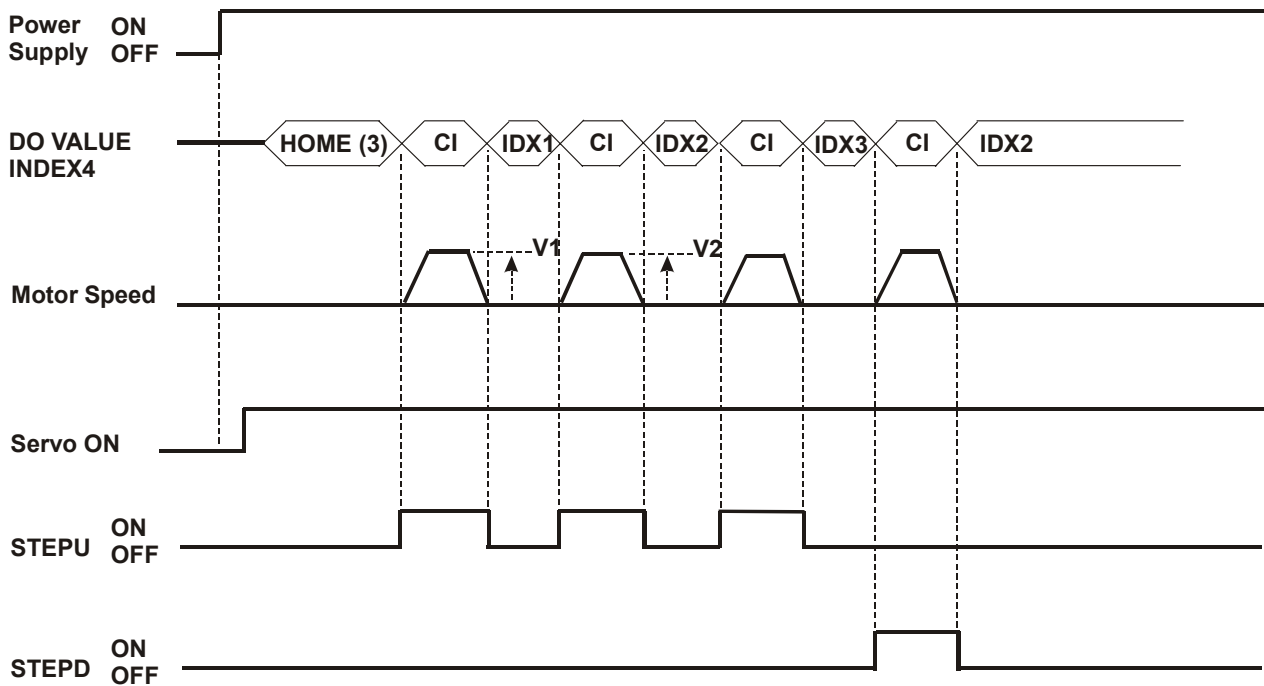 Power ON
Supply OFF
DO VALUE
INDEX4
HOME (3) CI IDX1 CI IDX2 CI IDX3 CI IDX2
V1 V2
Motor Speed
Servo ON
ON
STEPU OFF
ON
STEPD OFF